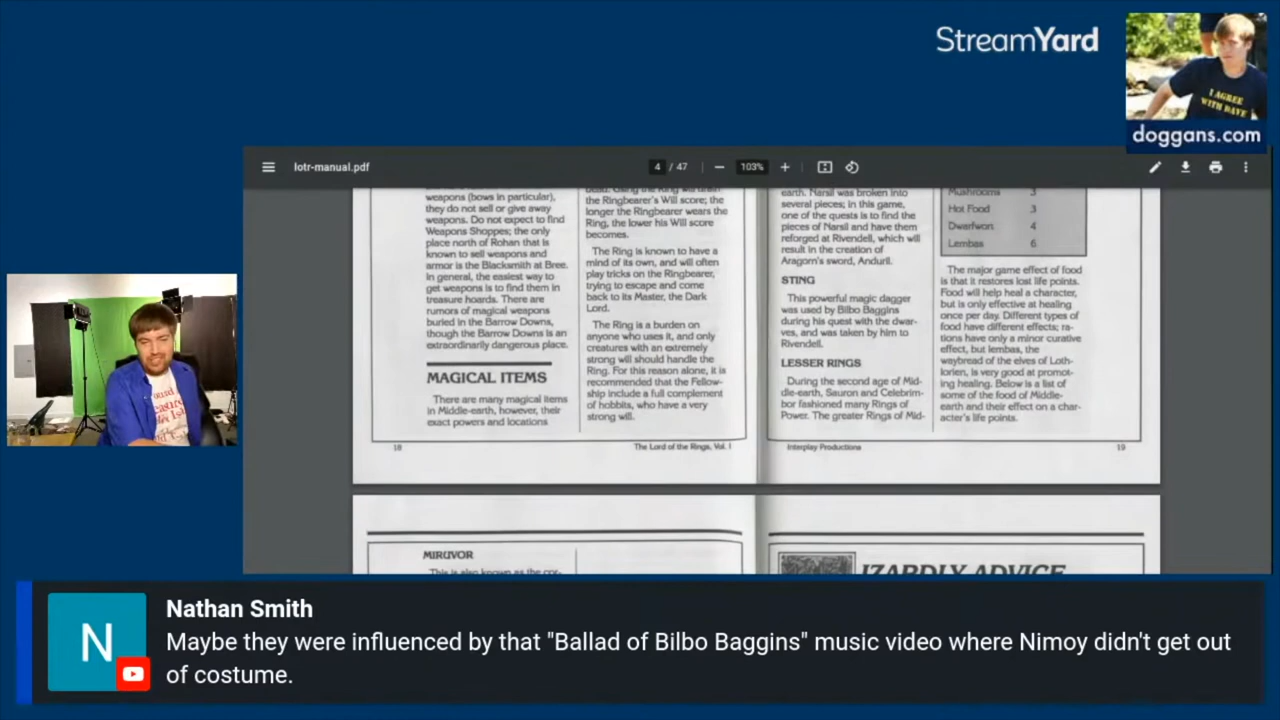 StreamYard
I AGREE
WITH DAVE
doggans.com
lotr-manual.pdf
4 / 47
103%
weapons (bows in particular),
they do not sell or give away
weapons. Do not expect to find
Weapons Shoppes; the only
place north of Rohan that is
known to sell weapons and
armor is the Blacksmith at Bree.
In general, the easiest way to
get weapons is to find them in
treasure hoards. There are
rumors of magical weapons
buried in the Barrow Downs,
though the Barrow Downs is an
extraordinarily dangerous place.
MAGICAL ITEMS
There are many magical items
in Middle-earth, however, their
exact powers and locations
dead. Using the Ring will drain
the Ringbearer's Will score; the
longer the Ringbearer wears the
Ring, the lower his Will score
becomes.
The Ring is known to have a
mind of its own, and will often
play tricks on the Ringbearer,
trying to escape and come
back to its Master, the Dark
Lord.
The Ring is a burden on
anyone who uses it, and only
creatures with an extremely
strong will should handle the
Ring. For this reason alone, it is
recommended that the Fellow-
ship include a full complement
of hobbits, who have a very
strong will.
18
The Lord of the Rings, Vol. I
earth. Narsil was broken into
several pieces; in this game,
one of the quests is to find the
pieces of Narsil and have them
reforged at Rivendell, which will
result in the creation of
Aragorn's sword, Anduril.
STING
This powerful magic dagger
was used by Bilbo Baggins
during his quest with the dwar-
ves, and was taken by him to
Rivendell.
LESSER RINGS
During the second age of Mid-
dle-earth, Sauron and Celebrim-
bor fashioned many Rings of
Power. The greater Rings of Mid-
Mushrooms 3
Hot Food 3
Dwarfwon 4
Lembas 6
The major game effect of food
is that it restores lost life points.
Food will help heal a character,
but is only effective at healing
once per day. Different types of
food have different effects; ra-
tions have only a minor curative
effect, but lembas, the
waybread of the elves of Loth-
lorien, is very good at promot-
ing healing. Below is a list of
some of the food of Middle-
earth and their effect on a char-
acter's life points.
Interplay Productions
19
MIRUVOR
This is also known as the cor-
IZARDLY ADVICE
N
Nathan Smith
Maybe they were influenced by that "Ballad of Bilbo Baggins" music video where Nimoy didn't get out
of costume.